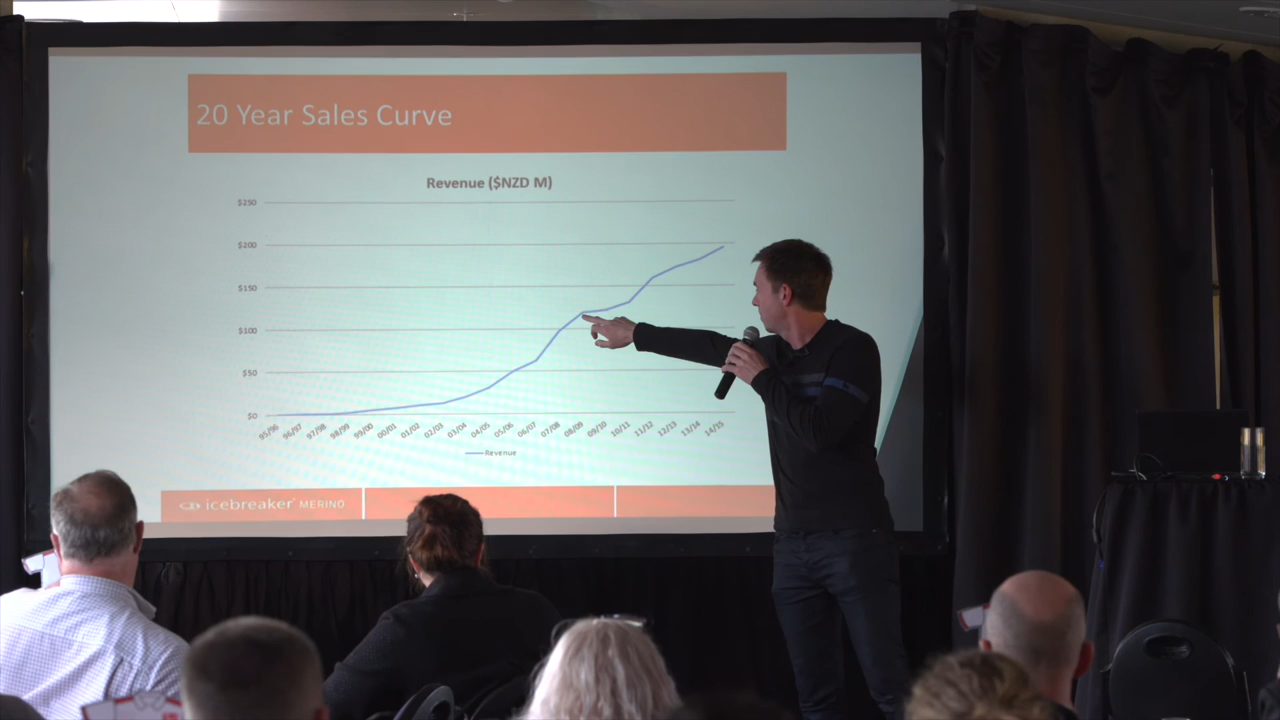 20 Year Sales Curve
Revenue ($NZD M)
$250
$200
$150
$100
$50
$0
95/96 96/97 97/98 98/99 99/00 00/01 01/02 02/03 03/04 04/05 05/06 06/07 07/08 08/09 09/10 10/11 11/12 12/13 13/14 14/15
Revenue
icebreaker® MERINO